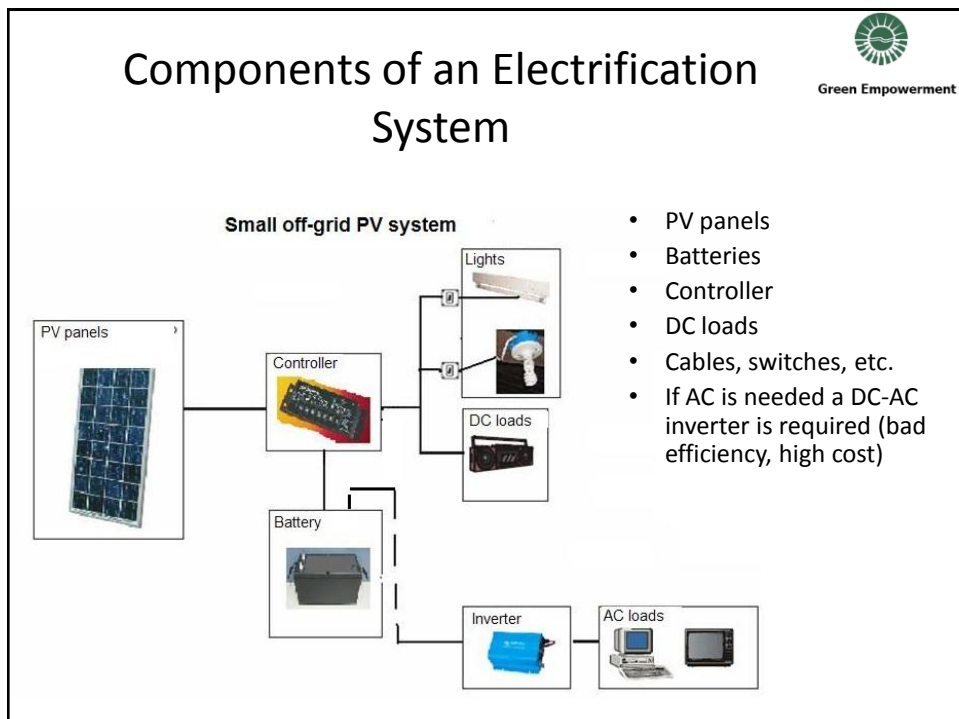 Components of an Electrification
System
Green Empowerment
Small off-grid PV system
PV panels
Controller
Lights
DC loads
Battery
Inverter
AC loads
• PV panels
• Batteries
• Controller
• DC loads
• Cables, switches, etc.
• If AC is needed a DC-AC
inverter is required (bad
efficiency, high cost)